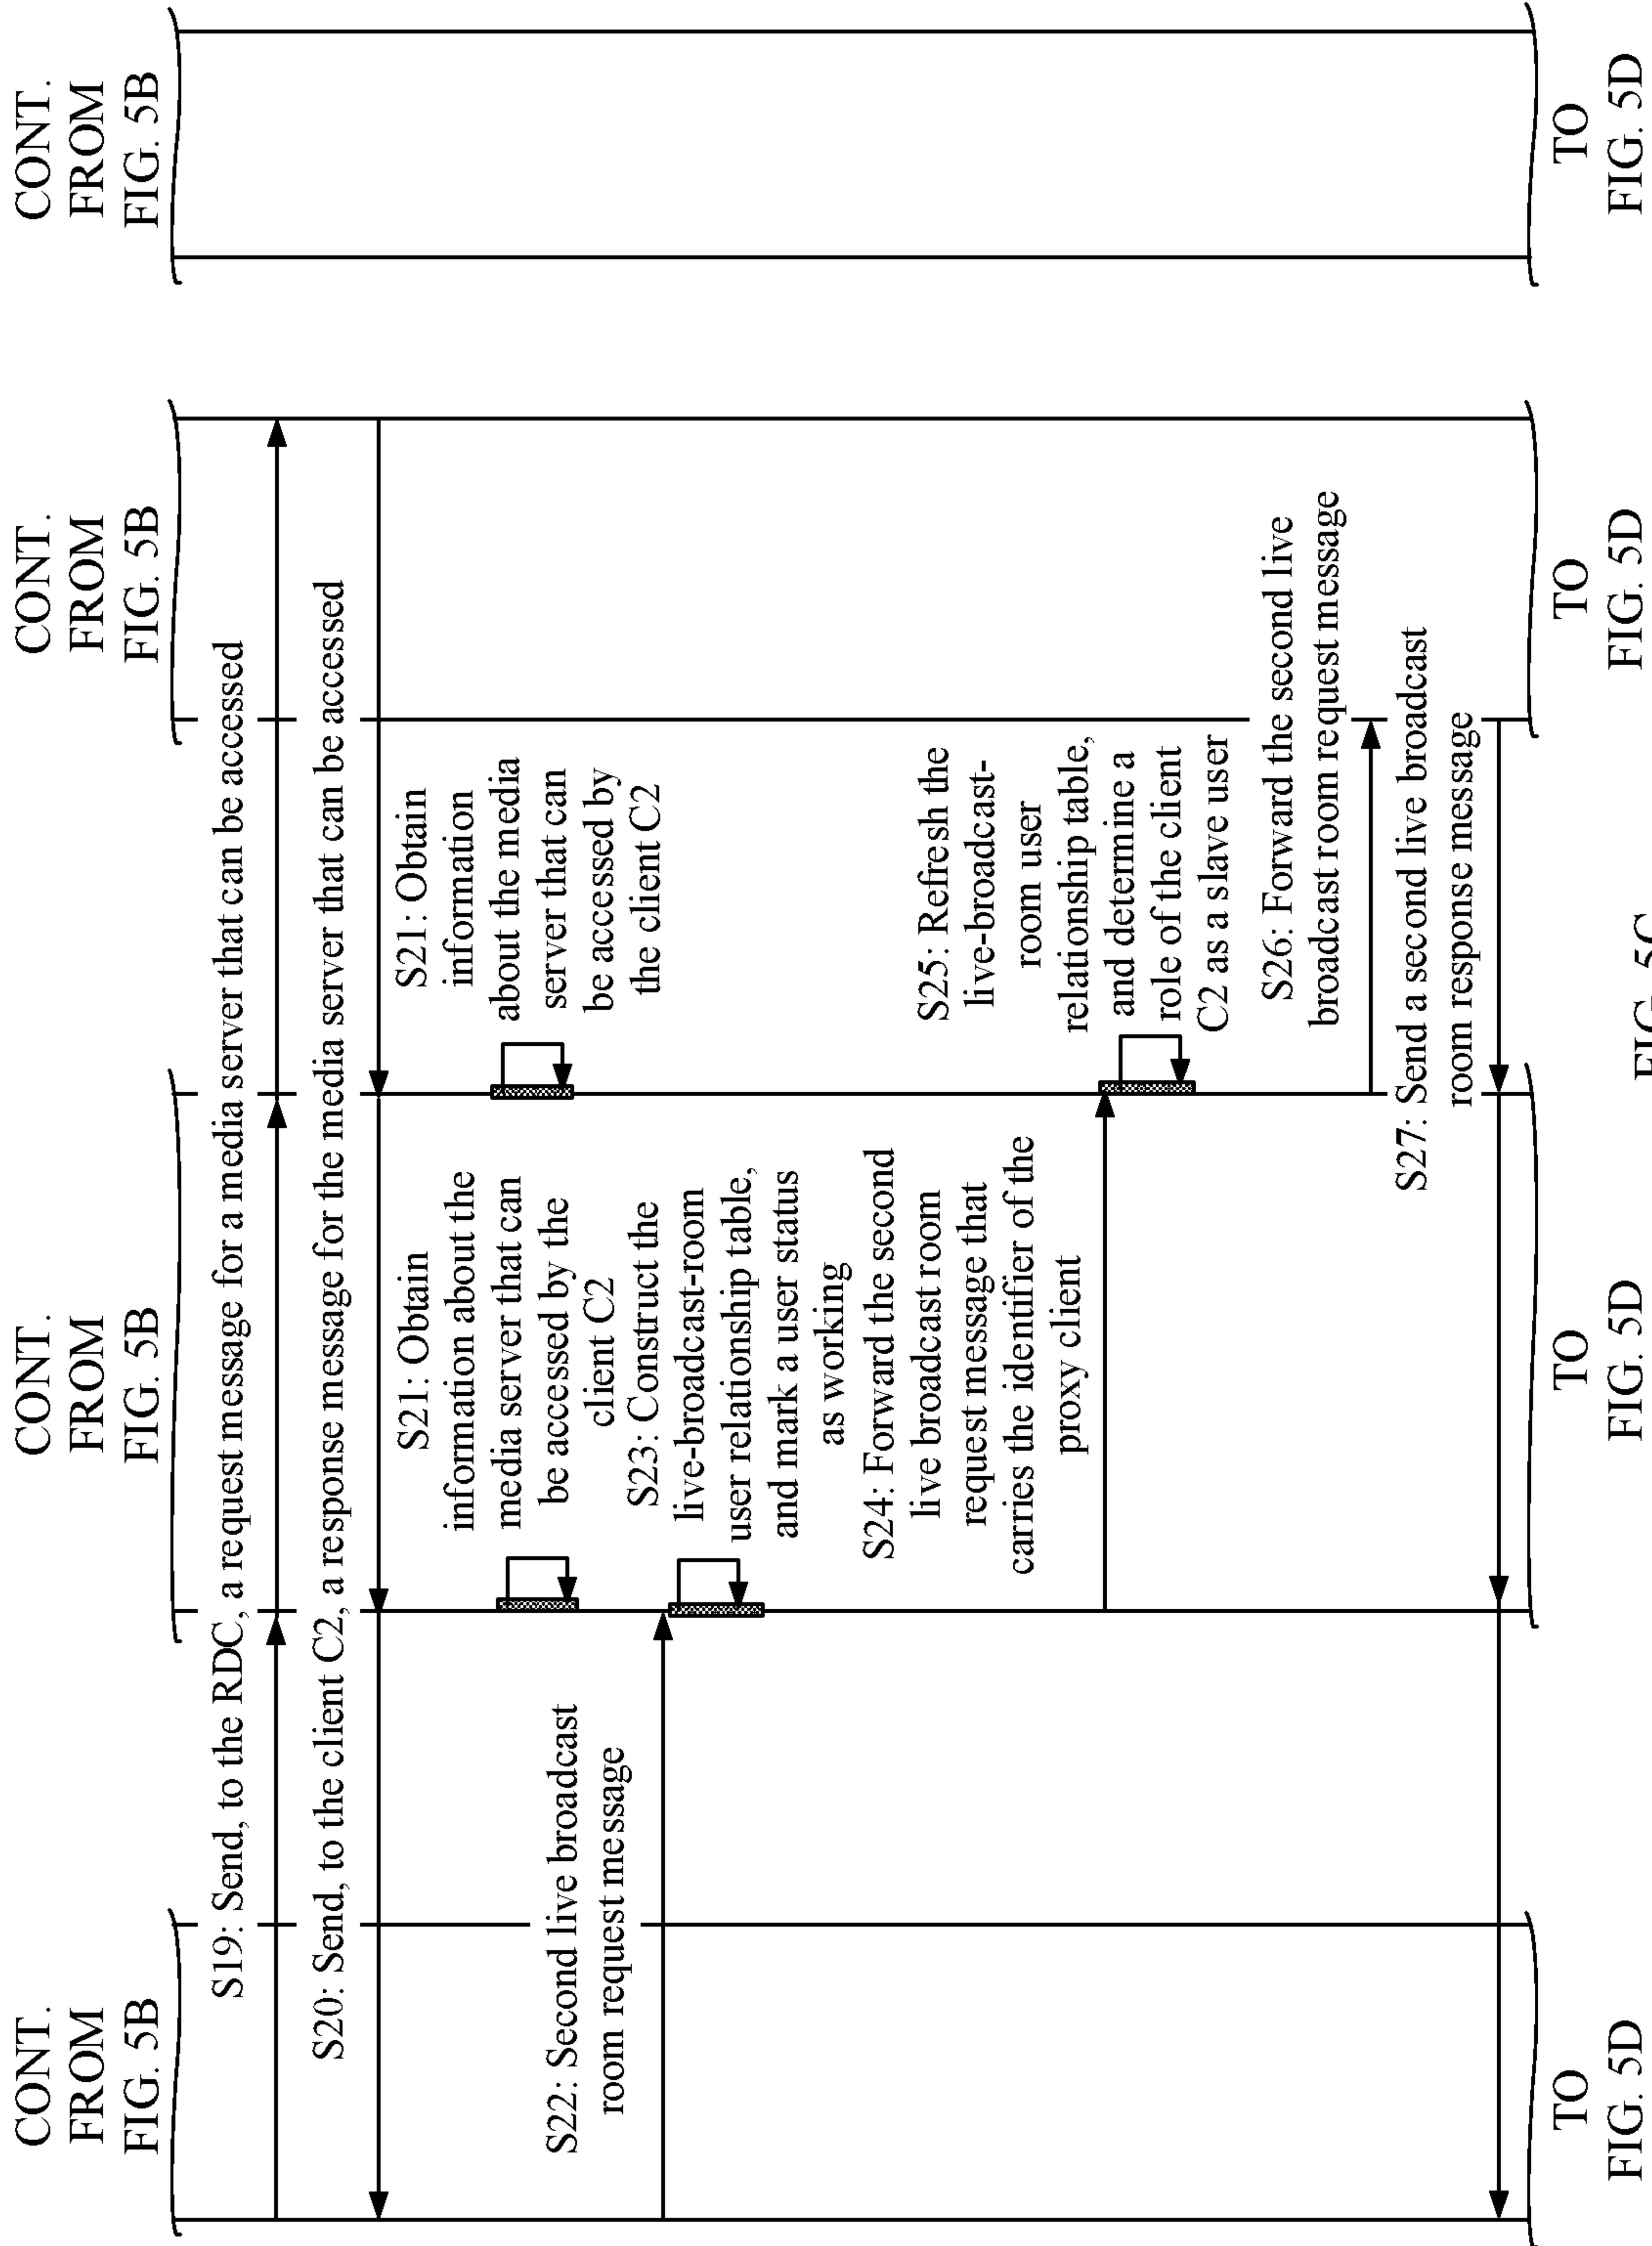 CONT.
FROM
FIG. 5B
CONT.
FROM
FIG. 5B
CONT.
FROM
FIG. 5B
CONT.
FROM
FIG. 5B
S19: Send, to the RDC, a request message for a media server that can be accessed
S20: Send, to the client C2, a response message for the media server that can be accessed
S21: Obtain
information about the
media server that can
be accessed by the
client C2
S21: Obtain
information
about the media
server that can
be accessed by
the client C2
S22: Second live broadcast
room request message
S23: Construct the
live-broadcast-room
user relationship table,
and mark a user status
as working
S24: Forward the second
live broadcast room
request message that
carries the identifier of the
proxy client
S25: Refresh the
live-broadcast-
room user
relationship table,
and determine a
role of the client
C2 as a slave user
S26: Forward the second live
broadcast room request message
S27: Send a second live broadcast
room response message
TO
FIG. 5D
TO
FIG. 5D
TO
FIG. 5D
TO
FIG. 5D
FIG. 5C